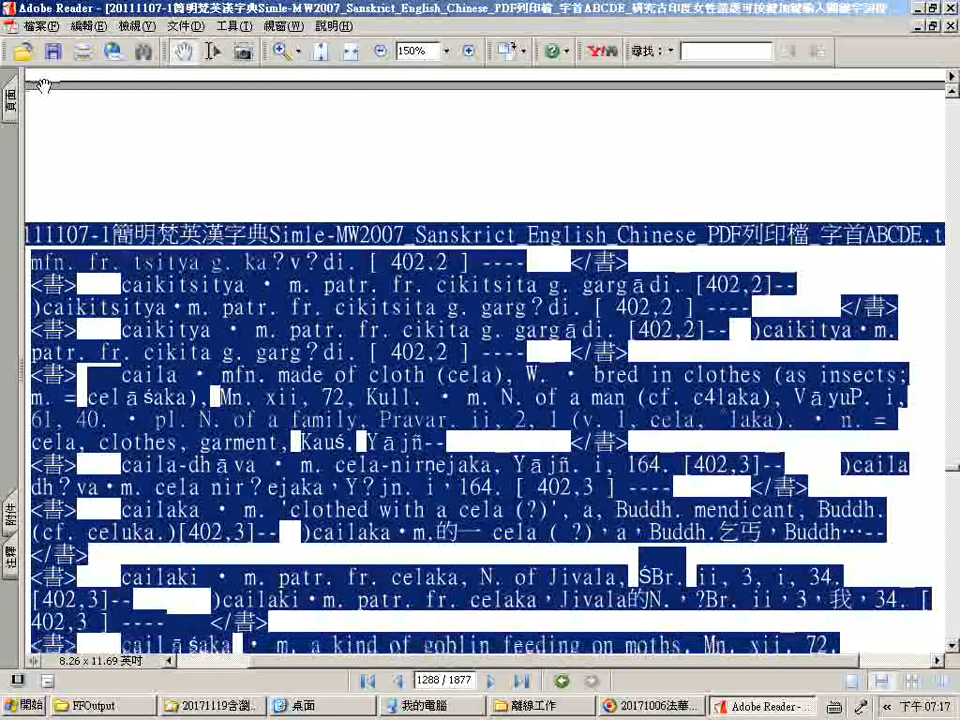 Adobe Reader - [20111107-1簡明梵英漢字典Simle-MW2007_Sanskrict_English_Chinese_PDF列印檔_字首ABCDE_研究古印度女性議題可按
檔案(F) 編輯(E) 檢視(V) 文件(D) 工具(T) 視窗(W) 說明(H)
150% 尋找:
頁面
111107-1簡明梵英漢字典Simle-MW2007_Sanskrict_English_Chinese_PDF列印檔_字首ABCDE.t
mfn. fr. tsitya g. ka?v?di. [ 402,2 ] ---- </書>
<書> caikitsitya · m. patr. fr. cikitsita g. gargādi. [402,2]--
)caikitsitya·m. patr. fr. cikitsita g. garg?di. [ 402,2 ] ---- </書>
<書> caikitya · m. patr. fr. cikita g. gargādi. [402,2]-- )caikitya·m.
patr. fr. cikita g. garg?di. [ 402,2 ] ---- </書>
<書> caila · mfn. made of cloth (cela), W. · bred in clothes (as insects;
m. = celāśaka), Mn. xii, 72, Kull. · m. N. of a man (cf. c4laka), VāyuP. i,
61, 40. · pl. N. of a family, Pravar. ii, 2, 1 (v. l. cela, °laka). · n. =
cela, clothes, garment, Kauś. Yājñ-- </書>
<書> caila-dhāva · m. cela-nirṇejaka, Yājñ. i, 164. [402,3]-- )caila
dh?va·m. cela nir?ejaka,Y?jn. i,164. [ 402,3 ] ---- </書>
<書> cailaka · m. 'clothed with a cela (?)', a, Buddh. mendicant, Buddh.
(cf. celuka.)[402,3]-- )cailaka·m.的一 cela ( ?),a,Buddh.乞丐,Buddh…--
</書>
<書> cailaki · m. patr. fr. celaka, N. of Jivala, ŚBr. ii, 3, i, 34.
[402,3]-- )cailaki·m. patr. fr. celaka,Jivala的N.,?Br. ii,3,我,34. [
402,3 ] ---- </書>
<書> cailāśaka · m. a kind of goblin feeding on moths, Mn. xii, 72,
附件
註釋
8.26 x 11.69 英吋
1288 / 1877
開始 FFOutput 20171119含瀏 桌面 我的電腦 離線工作 20171006法華 Adobe Reader - [ 下午 07:17